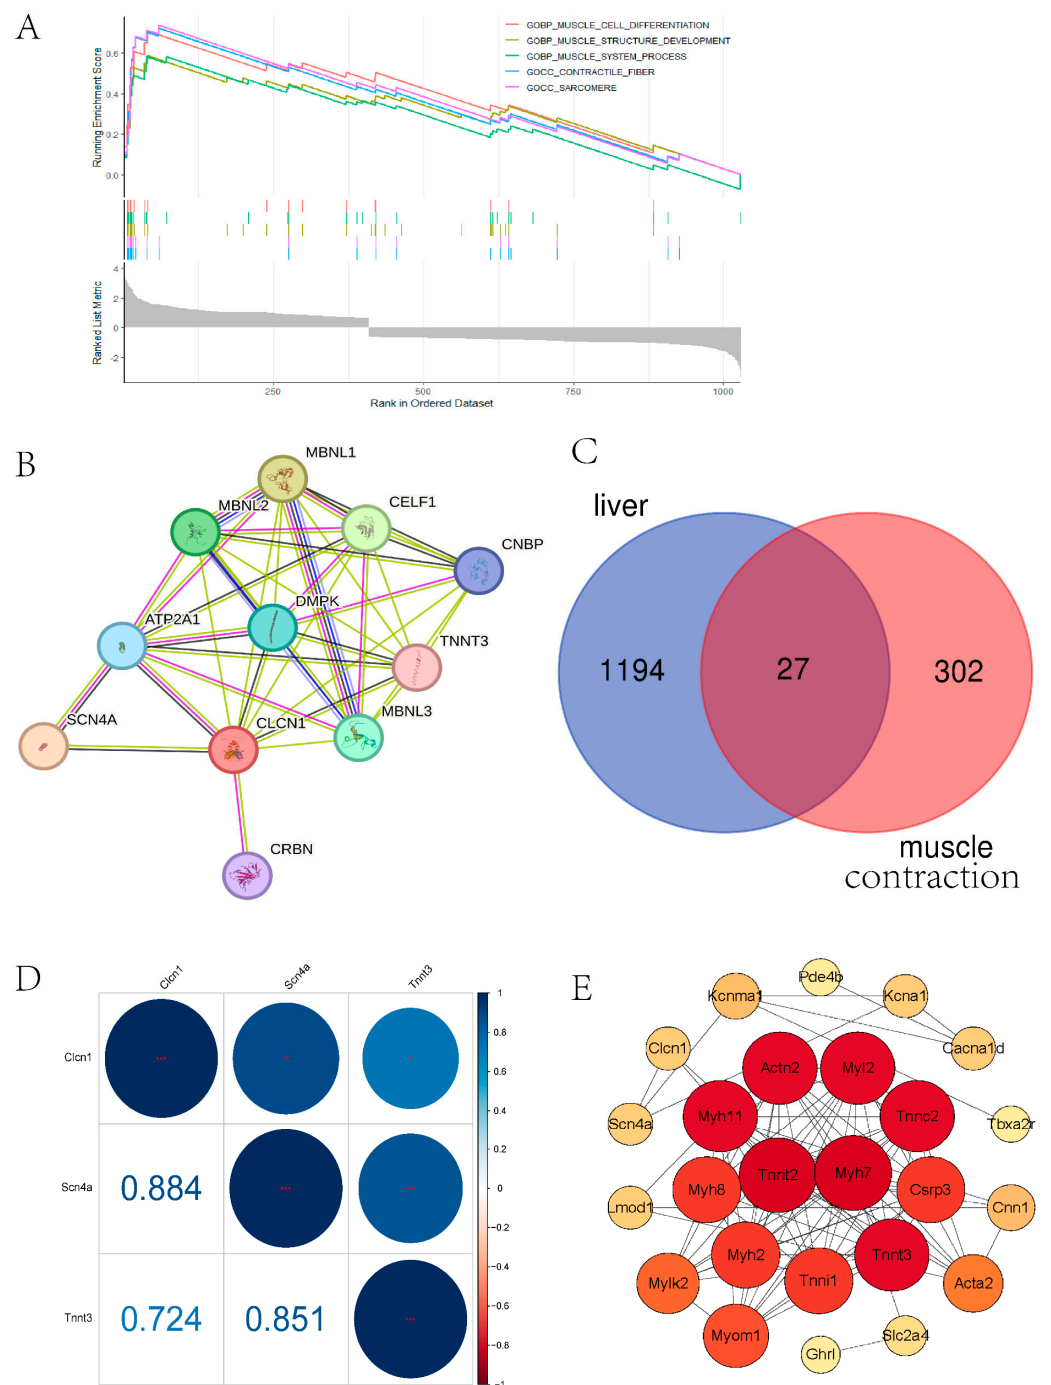 A
GOBP_MUSCLE_CELL_DIFFERENTIATION
GOBP_MUSCLE_STRUCTURE_DEVELOPMENT
GOBP_MUSCLE_SYSTEM_PROCESS
GOCC_CONTRACTILE_FIBER
GOCC_SARCOMERE
Running Enrichment Score
0.6
0.4
0.2
0.0
Ranked List Metric
4
2
0
-2
250
500
750
1000
Rank in Ordered Dataset
B
MBNL1
MBNL2
CELF1
CNBP
DMPK
ATP2A1
TNNT3
SCN4A
CLCN1
MBNL3
CRBN
C
liver
1194
27
302
muscle
contraction
D
Clcn1
Scn4a
Tnnt3
Clcn1
***
**
*
Scn4a
0.884
***
***
Tnnt3
0.724
0.851
***
1
0.8
0.6
0.4
0.2
0
-0.2
-0.4
-0.6
-0.8
-1
E
Pde4b
Kcnma1
Kcna1
Clcn1
Cacna1d
Actn2
Myl2
Scn4a
Myh11
Tnnc2
Tbxa2r
Tnnt2
Myh7
Myh8
Csrp3
Lmod1
Cnn1
Myh2
Tnnt3
Mylk2
Tnni1
Acta2
Myom1
Slc2a4
Ghrl